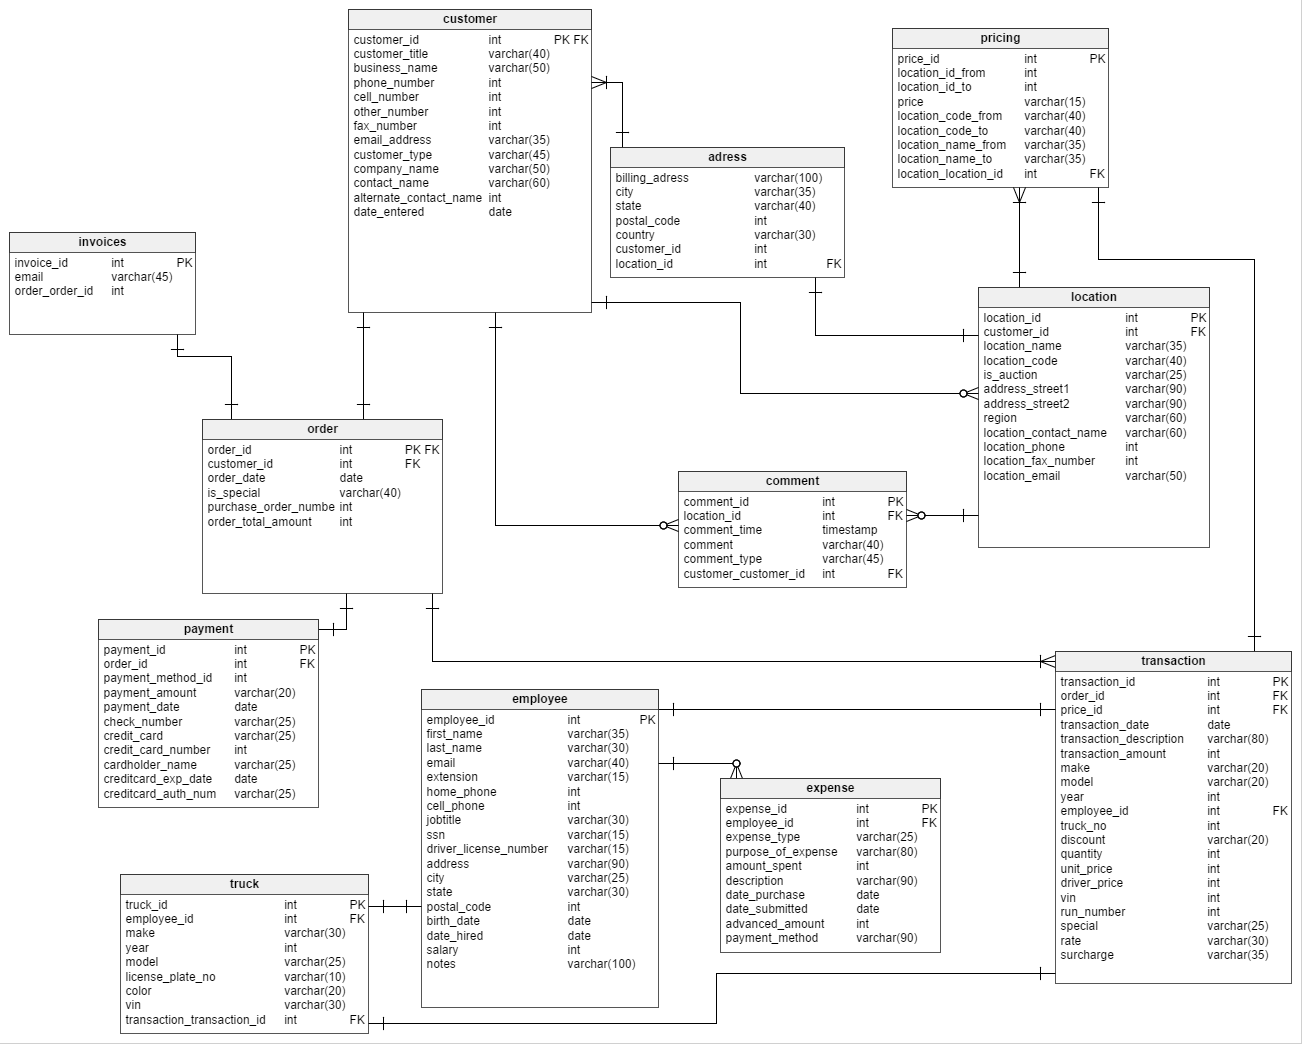 customer
customer_id int PK FK
customer_title varchar(40)
business_name varchar(50)
phone_number int
cell_number int
other_number int
fax_number int
email_address varchar(35)
customer_type varchar(45)
company_name varchar(50)
contact_name varchar(60)
alternate_contact_name int
date_entered date
pricing
price_id int PK
location_id_from int
location_id_to int
price varchar(15)
location_code_from varchar(40)
location_code_to varchar(40)
location_name_from varchar(35)
location_name_to varchar(35)
location_location_id int FK
adress
billing_adress varchar(100)
city varchar(35)
state varchar(40)
postal_code int
country varchar(30)
customer_id int
location_id int FK
invoices
invoice_id int PK
email varchar(45)
order_order_id int
location
location_id int PK
customer_id int FK
location_name varchar(35)
location_code varchar(40)
is_auction varchar(25)
address_street1 varchar(90)
address_street2 varchar(90)
region varchar(60)
location_contact_name varchar(60)
location_phone int
location_fax_number int
location_email varchar(50)
order
order_id int PK FK
customer_id int FK
order_date date
is_special varchar(40)
purchase_order_numbe int
order_total_amount int
comment
comment_id int PK
location_id int FK
comment_time timestamp
comment varchar(40)
comment_type varchar(45)
customer_customer_id int FK
payment
payment_id int PK
order_id int FK
payment_method_id int
payment_amount varchar(20)
payment_date date
check_number varchar(25)
credit_card varchar(25)
credit_card_number int
cardholder_name varchar(25)
creditcard_exp_date date
creditcard_auth_num varchar(25)
transaction
transaction_id int PK
order_id int FK
price_id int FK
transaction_date date
transaction_description varchar(80)
transaction_amount int
make varchar(20)
model varchar(20)
year int
employee_id int FK
truck_no int
discount varchar(20)
quantity int
unit_price int
driver_price int
vin int
run_number int
special varchar(25)
rate varchar(30)
surcharge varchar(35)
employee
employee_id int PK
first_name varchar(35)
last_name varchar(30)
email varchar(40)
extension varchar(15)
home_phone int
cell_phone int
jobtitle varchar(30)
ssn varchar(15)
driver_license_number varchar(15)
address varchar(90)
city varchar(25)
state varchar(30)
postal_code int
birth_date date
date_hired date
salary int
notes varchar(100)
expense
expense_id int PK
employee_id int FK
expense_type varchar(25)
purpose_of_expense varchar(80)
amount_spent int
description varchar(90)
date_purchase date
date_submitted date
advanced_amount int
payment_method varchar(90)
truck
truck_id int PK
employee_id int FK
make varchar(30)
year int
model varchar(25)
license_plate_no varchar(10)
color varchar(20)
vin varchar(30)
transaction_transaction_id int FK